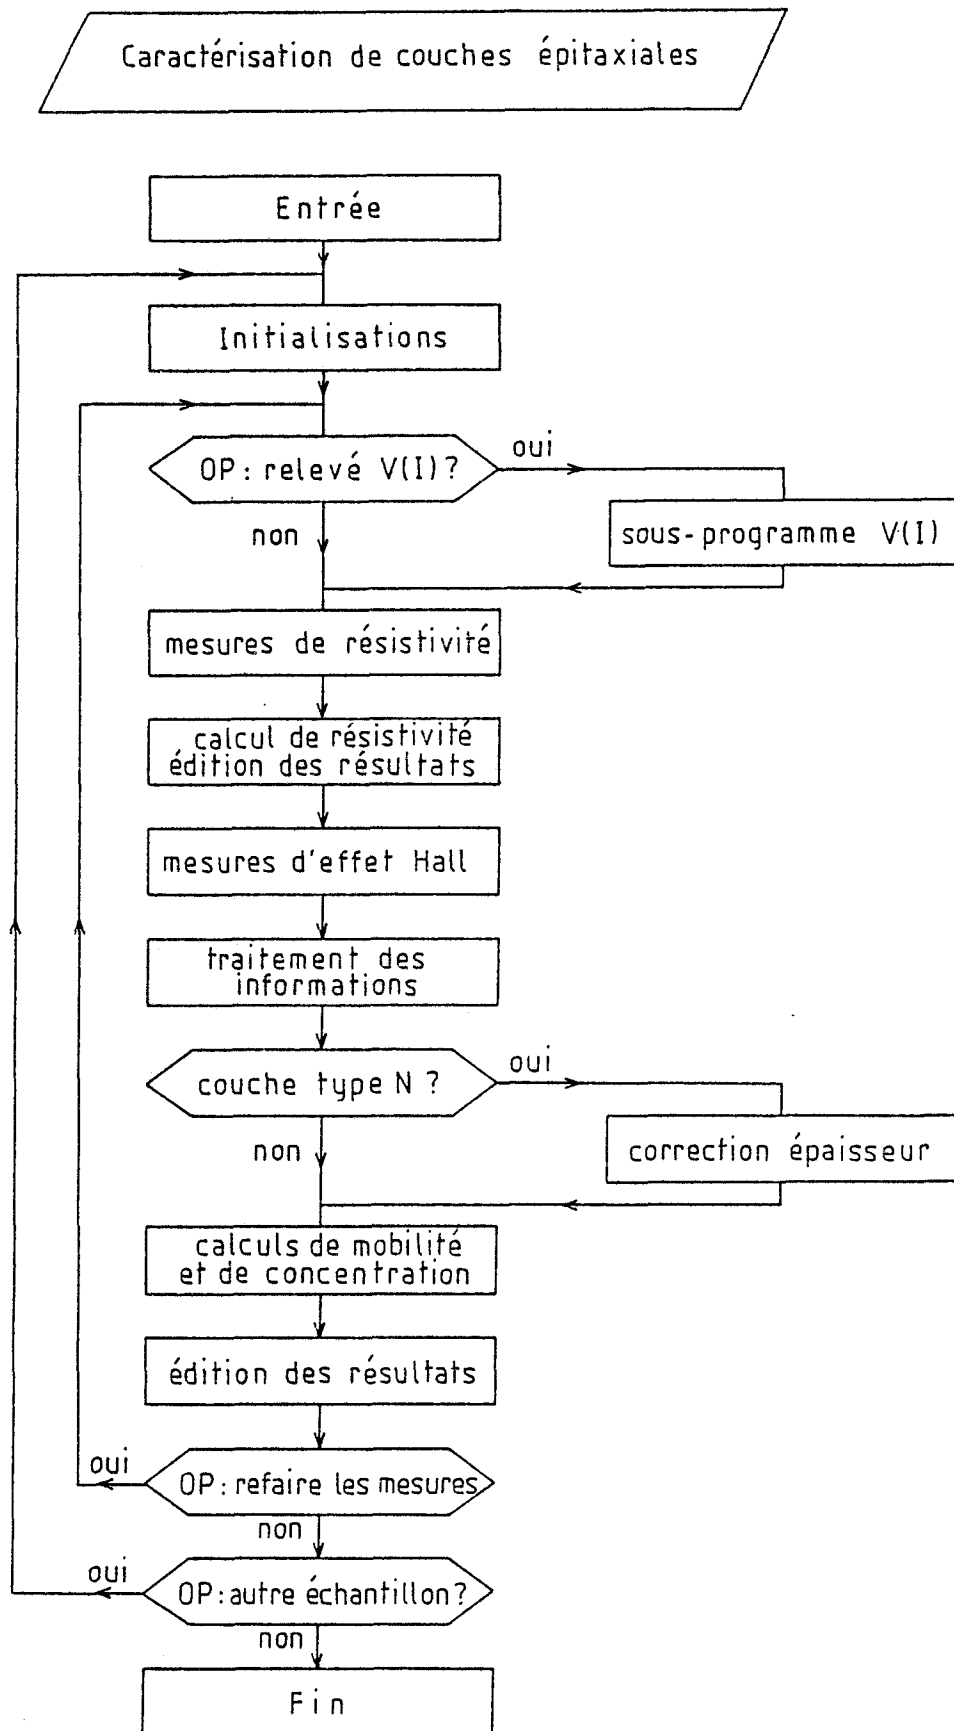 Caractérisation de couches épitaxiales
Entrée
Initialisations
OP: relevé V(I)?
oui
non
sous-programme V(I)
mesures de résistivité
calcul de résistivité
édition des résultats
mesures d'effet Hall
traitement des
informations
couche type N ?
oui
non
correction épaisseur
calculs de mobilité
et de concentration
édition des résultats
oui
OP: refaire les mesures
non
oui
OP: autre échantillon?
non
Fin